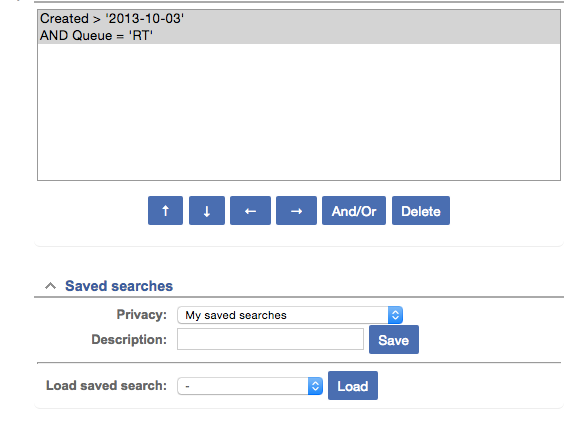 Created > '2013-10-03'
AND Queue = 'RT'
↑ ↓ ← → And/Or Delete
Saved searches
Privacy: My saved searches
Description: Save
Load saved search: - Load